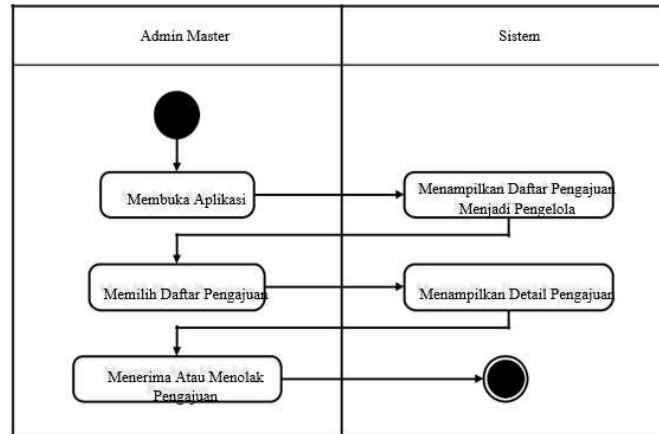 Admin Master
Sistem
Membuka Aplikasi
Menampilkan Daftar Pengajuan
Menjadi Pengelola
Memilih Daftar Pengajuan
Menampilkan Detail Pengajuan
Menerima Atau Menolak
Pengajuan